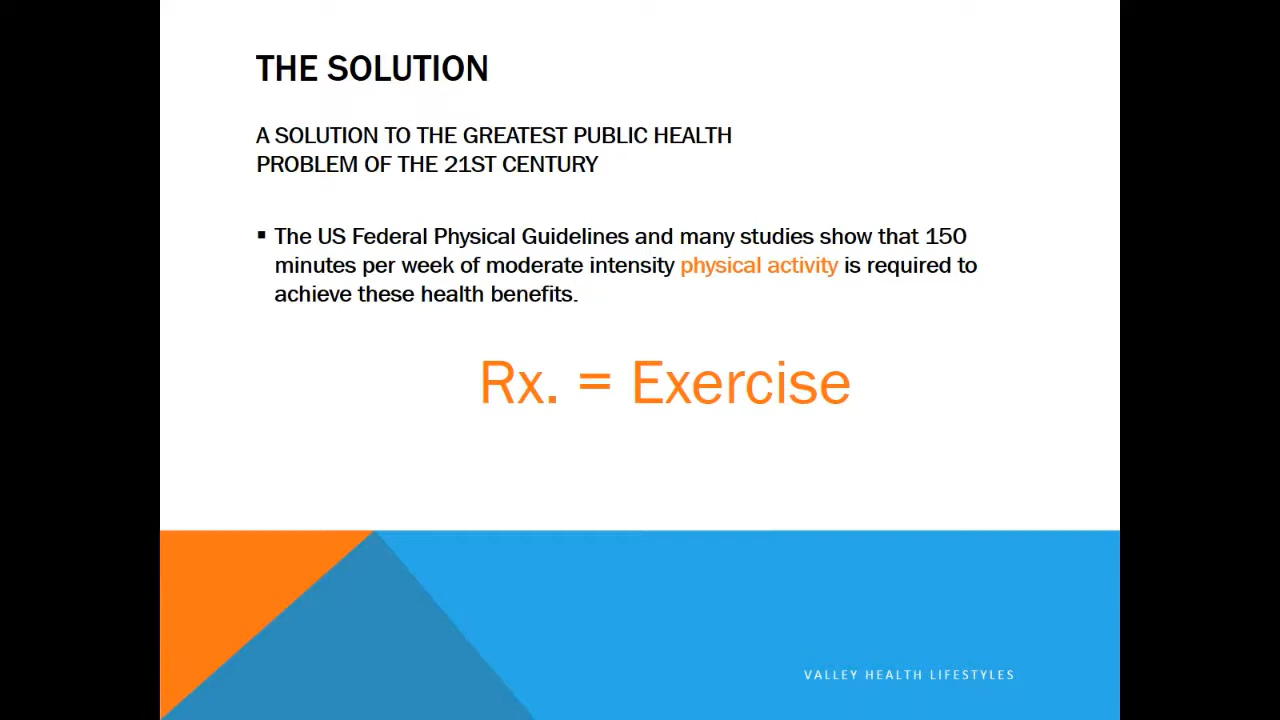 THE SOLUTION
A SOLUTION TO THE GREATEST PUBLIC HEALTH
PROBLEM OF THE 21ST CENTURY
▪ The US Federal Physical Guidelines and many studies show that 150
minutes per week of moderate intensity physical activity is required to
achieve these health benefits.
Rx. = Exercise
VALLEY HEALTH LIFESTYLES